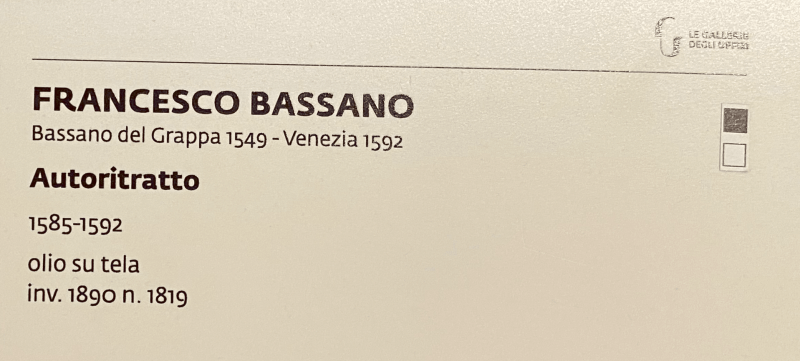 LE GALLERIE
DEGLI UFFIZI
FRANCESCO BASSANO
Bassano del Grappa 1549 - Venezia 1592
Autoritratto
1585-1592
olio su tela
inv. 1890 n. 1819